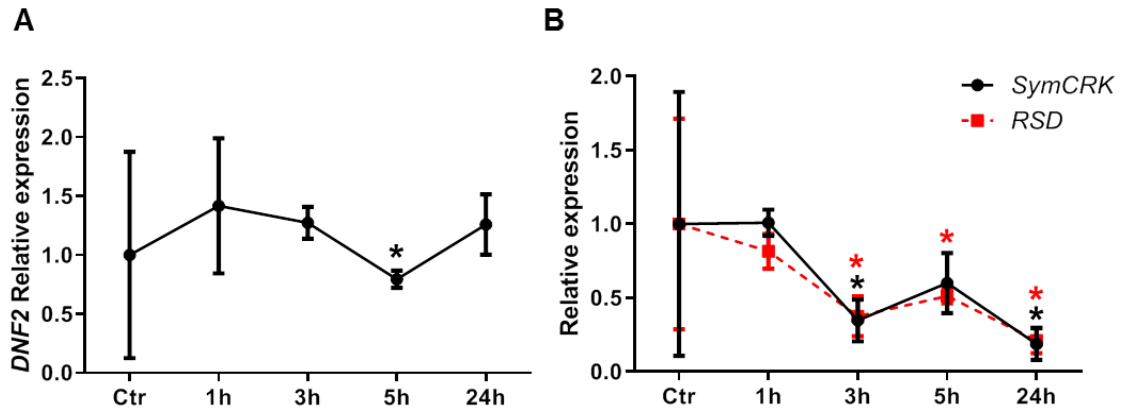 A
DNF2 Relative expression
2.5
2.0
1.5
1.0
0.5
0.0
*
Ctr 1h 3h 5h 24h
B
Relative expression
2.0
1.5
1.0
0.5
0.0
SymCRK
RSD
*
*
*
*
*
Ctr 1h 3h 5h 24h